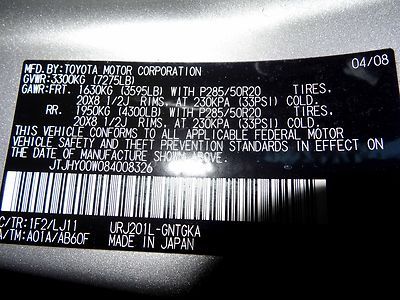 MFD.BY:TOYOTA MOTOR CORPORATION 04/08
GVWR:3300KG (7275LB)
GAWR:FRT. 1630KG (3595LB) WITH P285/50R20 TIRES,
20X8 1/2J RIMS, AT 230KPA (33PSI) COLD.
RR. 1950KG (4300LB) WITH P285/50R20 TIRES,
20X8 1/2J RIMS, AT 230KPA (33PSI) COLD.
THIS VEHICLE CONFORMS TO ALL APPLICABLE FEDERAL MOTOR
VEHICLE SAFETY AND THEFT PREVENTION STANDARDS IN EFFECT ON
THE DATE OF MANUFACTURE SHOWN ABOVE.
JTJHY00W084008326
C/TR:1F2/LJ11 URJ201L-GNTGKA
A/TM:A01A/AB60F MADE IN JAPAN